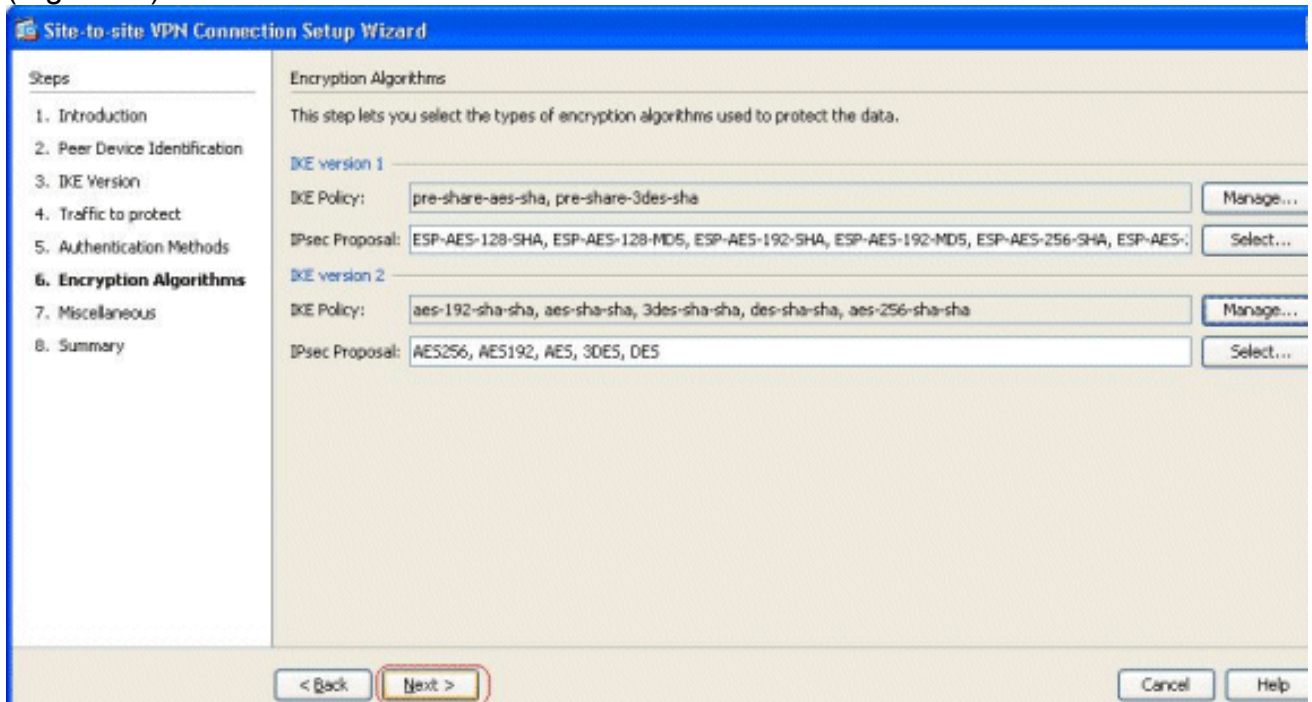 Site-to-site VPN Connection Setup Wizard
Steps
1. Introduction
2. Peer Device Identification
3. IKE Version
4. Traffic to protect
5. Authentication Methods
6. Encryption Algorithms
7. Miscellaneous
8. Summary
Encryption Algorithms
This step lets you select the types of encryption algorithms used to protect the data.
IKE version 1
IKE Policy: pre-share-aes-sha, pre-share-3des-sha Manage...
IPsec Proposal: ESP-AES-128-SHA, ESP-AES-128-MD5, ESP-AES-192-SHA, ESP-AES-192-MD5, ESP-AES-256-SHA, ESP-AES- Select...
IKE version 2
IKE Policy: aes-192-sha-sha, aes-sha-sha, 3des-sha-sha, des-sha-sha, aes-256-sha-sha Manage...
IPsec Proposal: AES256, AES192, AES, 3DES, DES Select...
< Back Next > Cancel Help